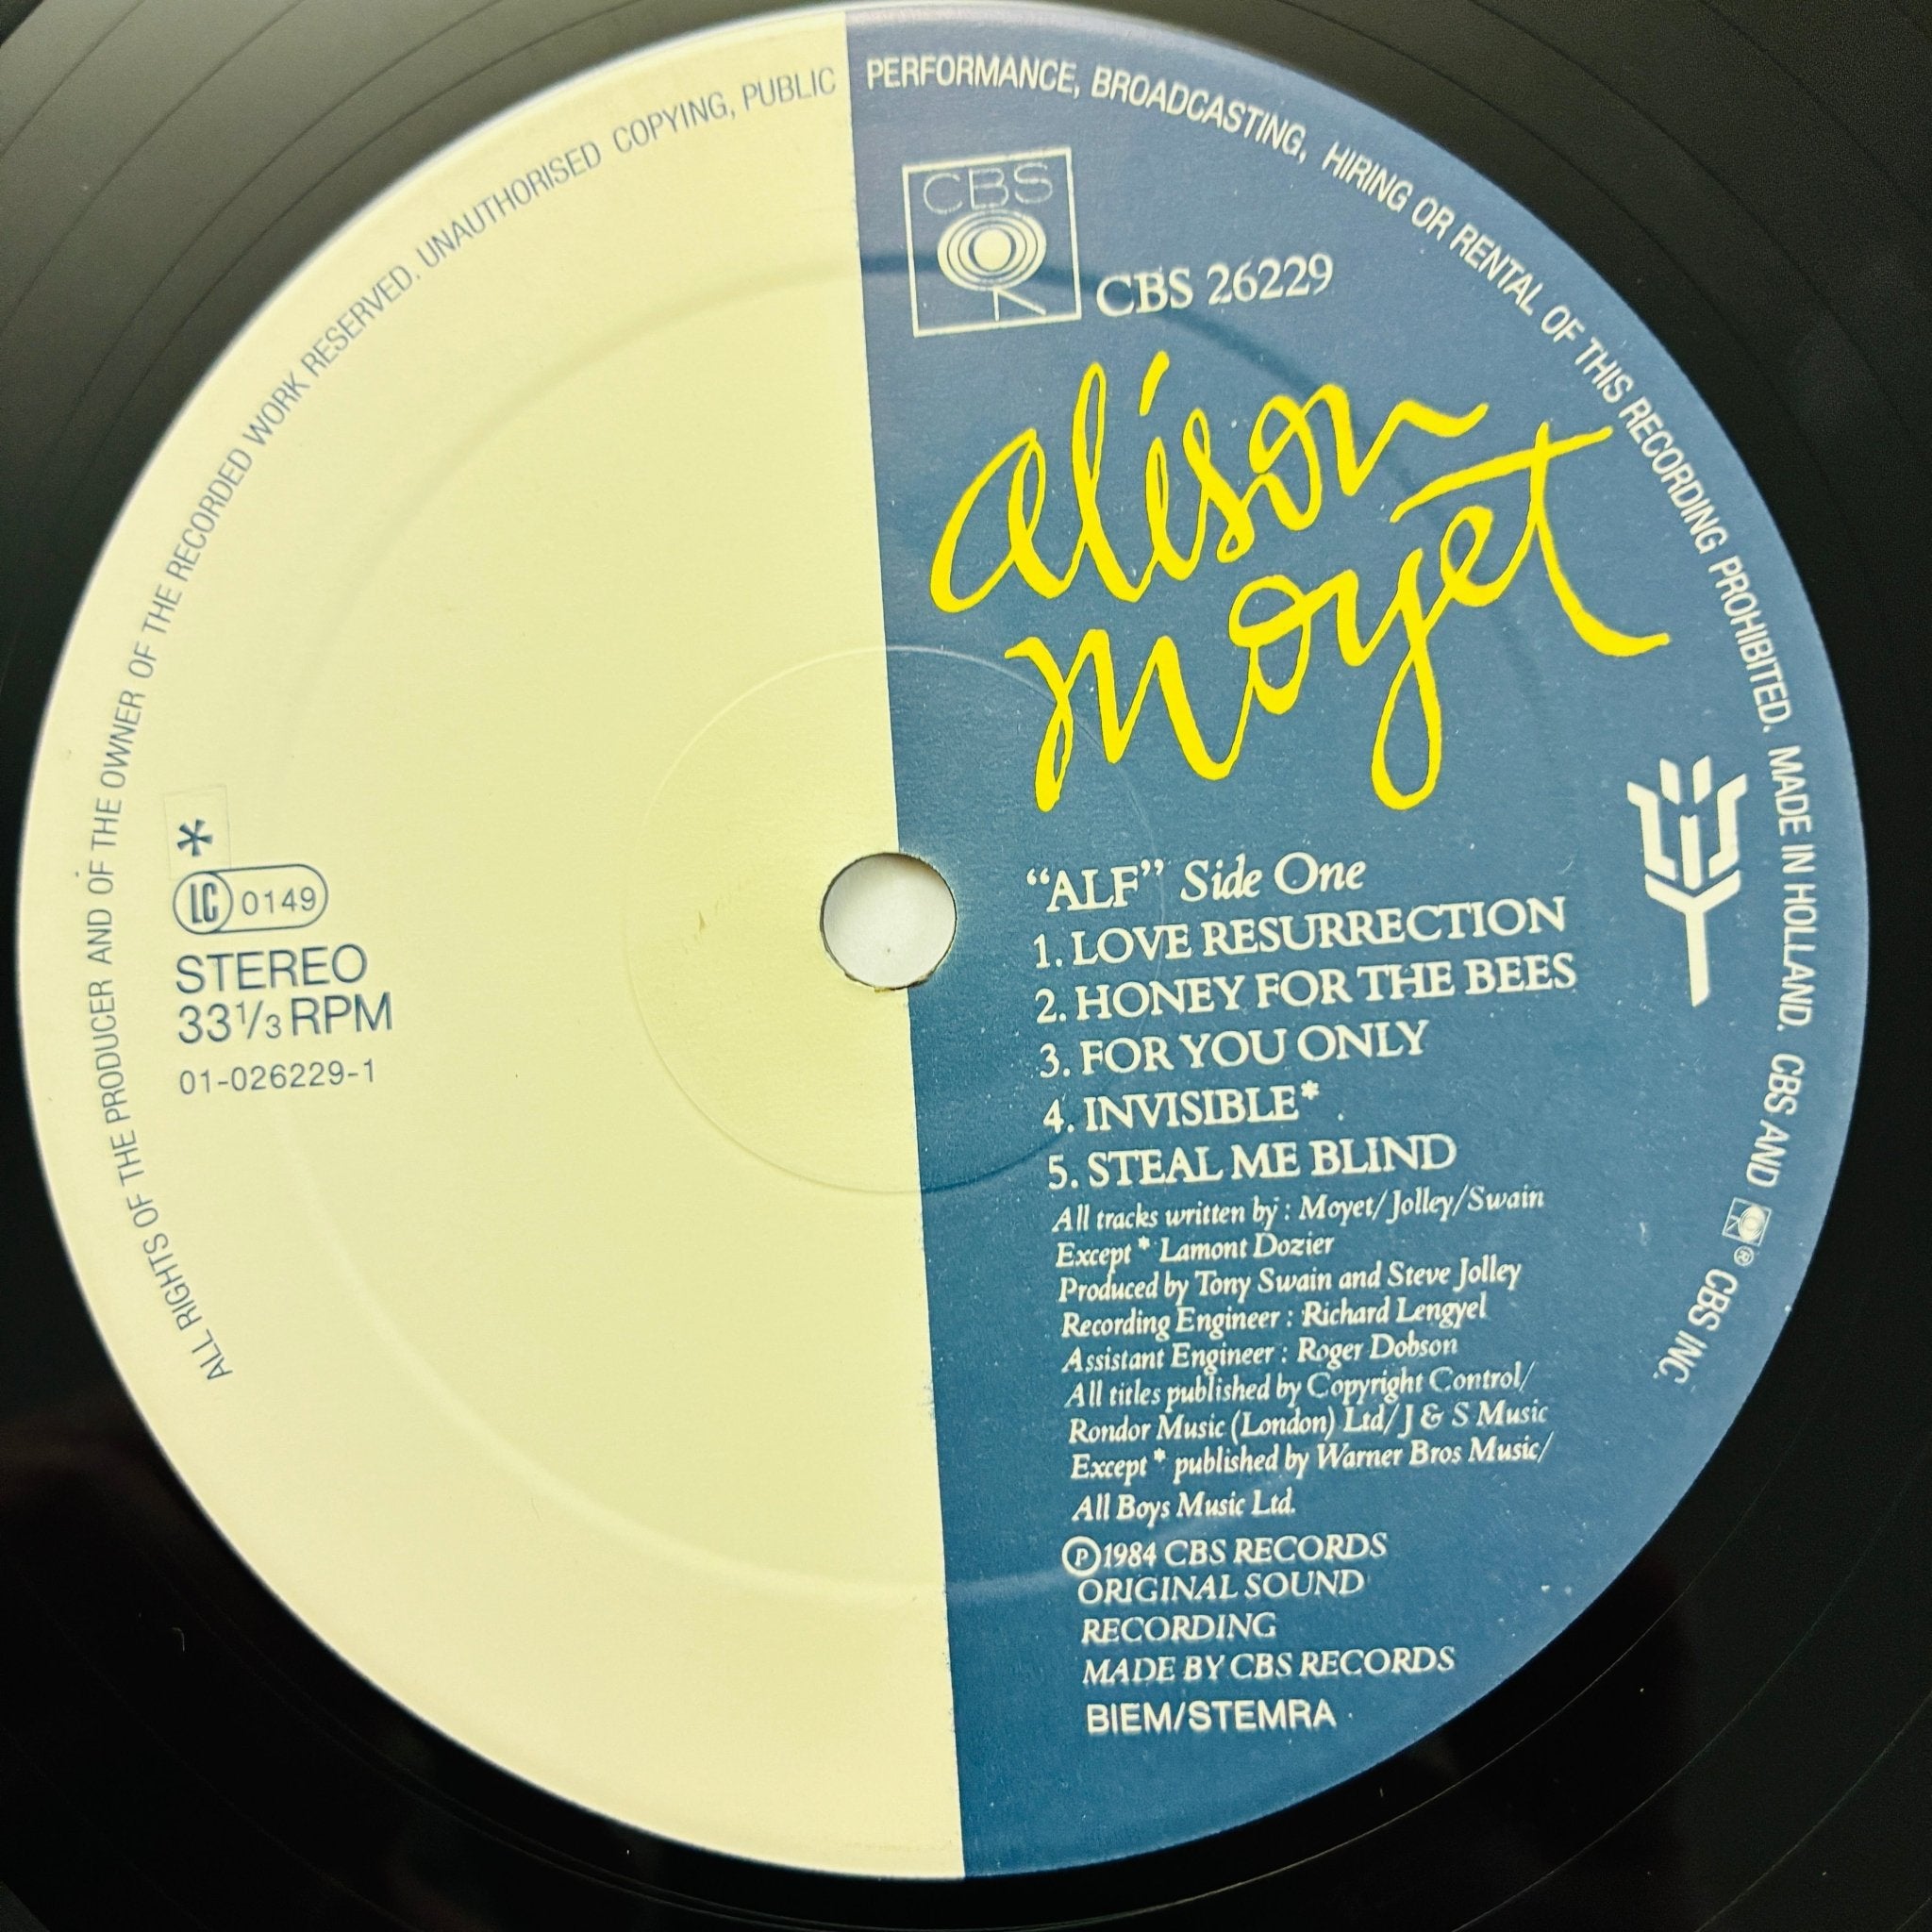 ALL RIGHTS OF THE PRODUCER AND OF THE OWNER OF THE RECORDED WORK RESERVED. UNAUTHORISED COPYING, PUBLIC PERFORMANCE, BROADCASTING, HIRING OR RENTAL OF THIS RECORDING PROHIBITED. MADE IN HOLLAND. CBS AND ® CBS INC.
CBS
CBS 26229
alison
moyet
*
LC 0149
STEREO
33 1/3 RPM
01-026229-1
“ALF” Side One
1. LOVE RESURRECTION
2. HONEY FOR THE BEES
3. FOR YOU ONLY
4. INVISIBLE*
5. STEAL ME BLIND
All tracks written by : Moyet/Jolley/Swain
Except * Lamont Dozier
Produced by Tony Swain and Steve Jolley
Recording Engineer : Richard Lengyel
Assistant Engineer : Roger Dobson
All titles published by Copyright Control/
Rondor Music (London) Ltd/J & S Music
Except * published by Warner Bros Music/
All Boys Music Ltd.
℗1984 CBS RECORDS
ORIGINAL SOUND
RECORDING
MADE BY CBS RECORDS
BIEM/STEMRA